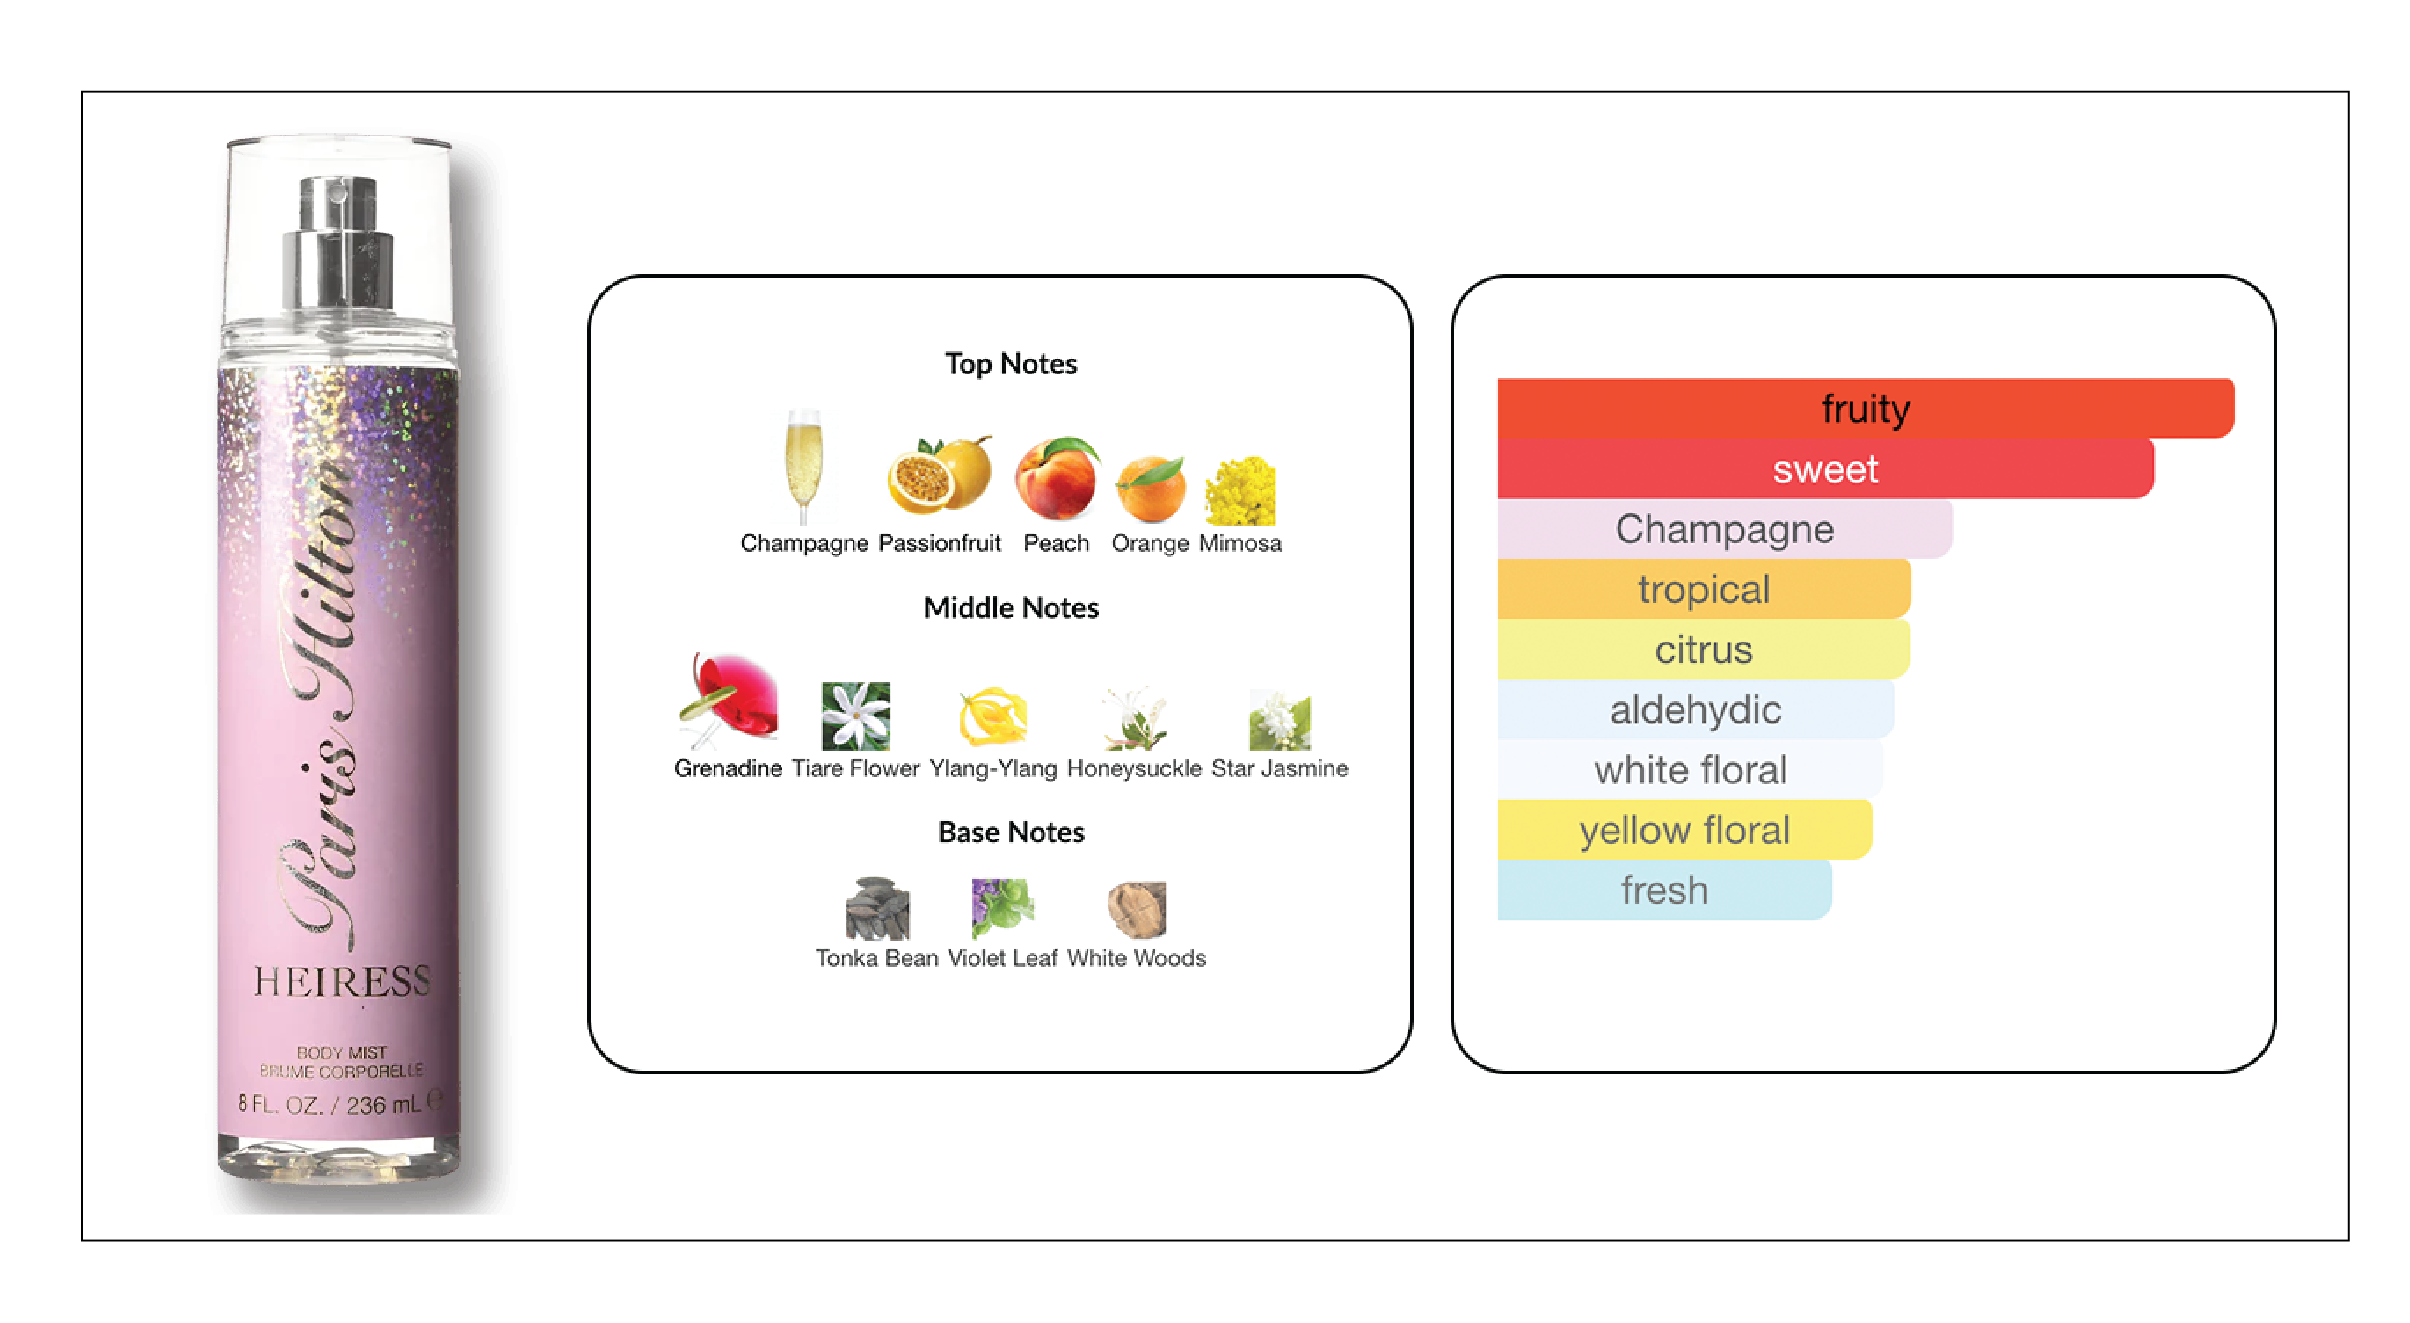 Paris Hilton
HEIRESS
BODY MIST
BRUME CORPORELLE
8 FL. OZ. / 236 mL ℮
Top Notes
Champagne Passionfruit Peach Orange Mimosa
Middle Notes
Grenadine Tiare Flower Ylang-Ylang Honeysuckle Star Jasmine
Base Notes
Tonka Bean Violet Leaf White Woods
fruity
sweet
Champagne
tropical
citrus
aldehydic
white floral
yellow floral
fresh